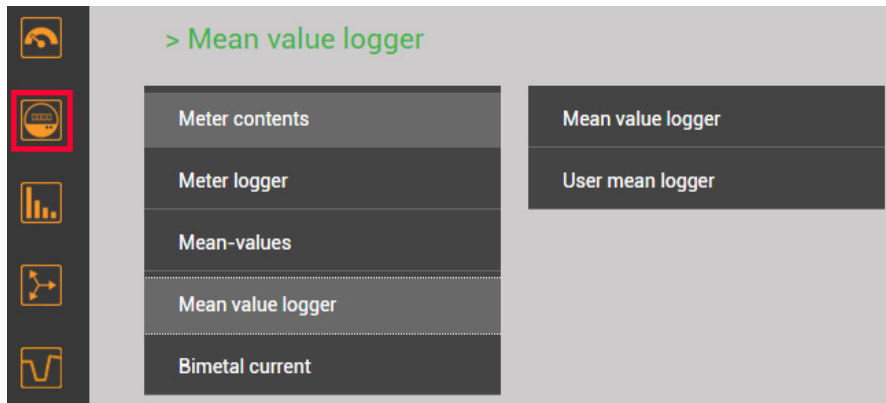 > Mean value logger
Meter contents
Meter logger
Mean-values
Mean value logger
Bimetal current
Mean value logger
User mean logger